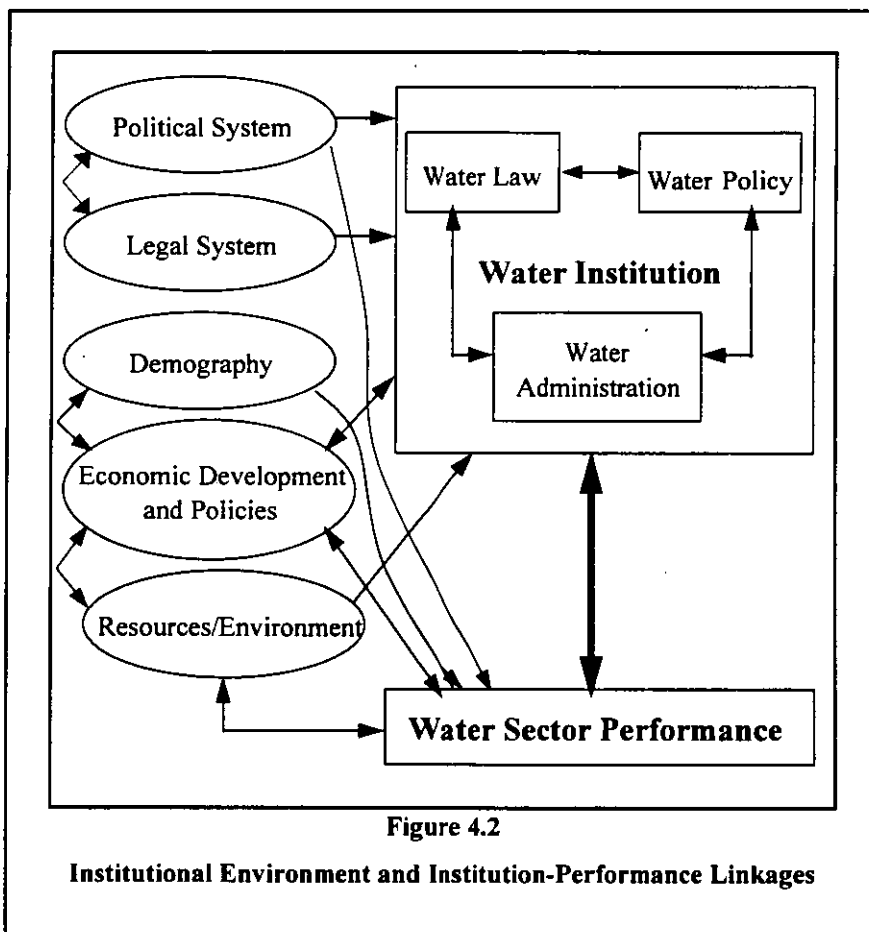 Political System
Legal System
Demography
Economic Development
and Policies
Resources/Environment
Water Law
Water Policy
Water Institution
Water
Administration
Water Sector Performance
Figure 4.2
Institutional Environment and Institution-Performance Linkages